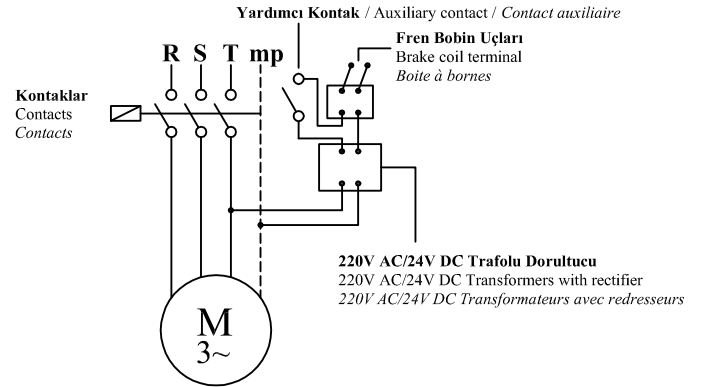 Yardımcı Kontak / Auxiliary contact / Contact auxiliaire
Fren Bobin Uçları
Brake coil terminal
Boite à bornes
R S T mp
Kontaklar
Contacts
Contacts
220V AC/24V DC Trafolu Dorultucu
220V AC/24V DC Transformers with rectifier
220V AC/24V DC Transformateurs avec redresseurs
M
3~